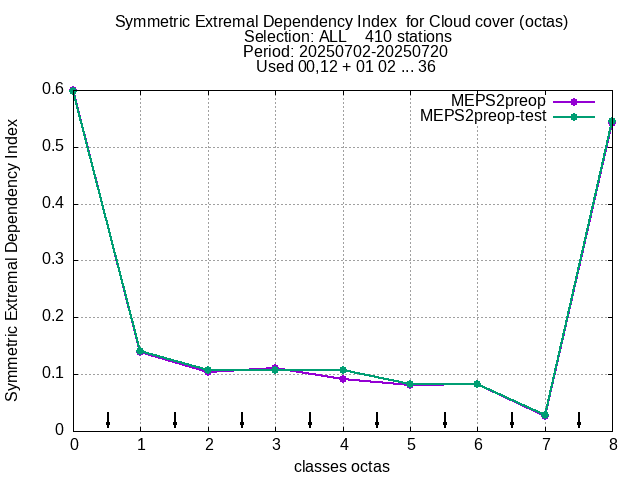 Symmetric Extremal Dependency Index  for Cloud cover (octas)
Selection: ALL    410 stations
Period: 20250702-20250720
Used 00,12 + 01 02 ... 36
MEPS2preop
MEPS2preop-test
Symmetric Extremal Dependency Index
0.6
0.5
0.4
0.3
0.2
0.1
0
0 1 2 3 4 5 6 7 8
classes octas